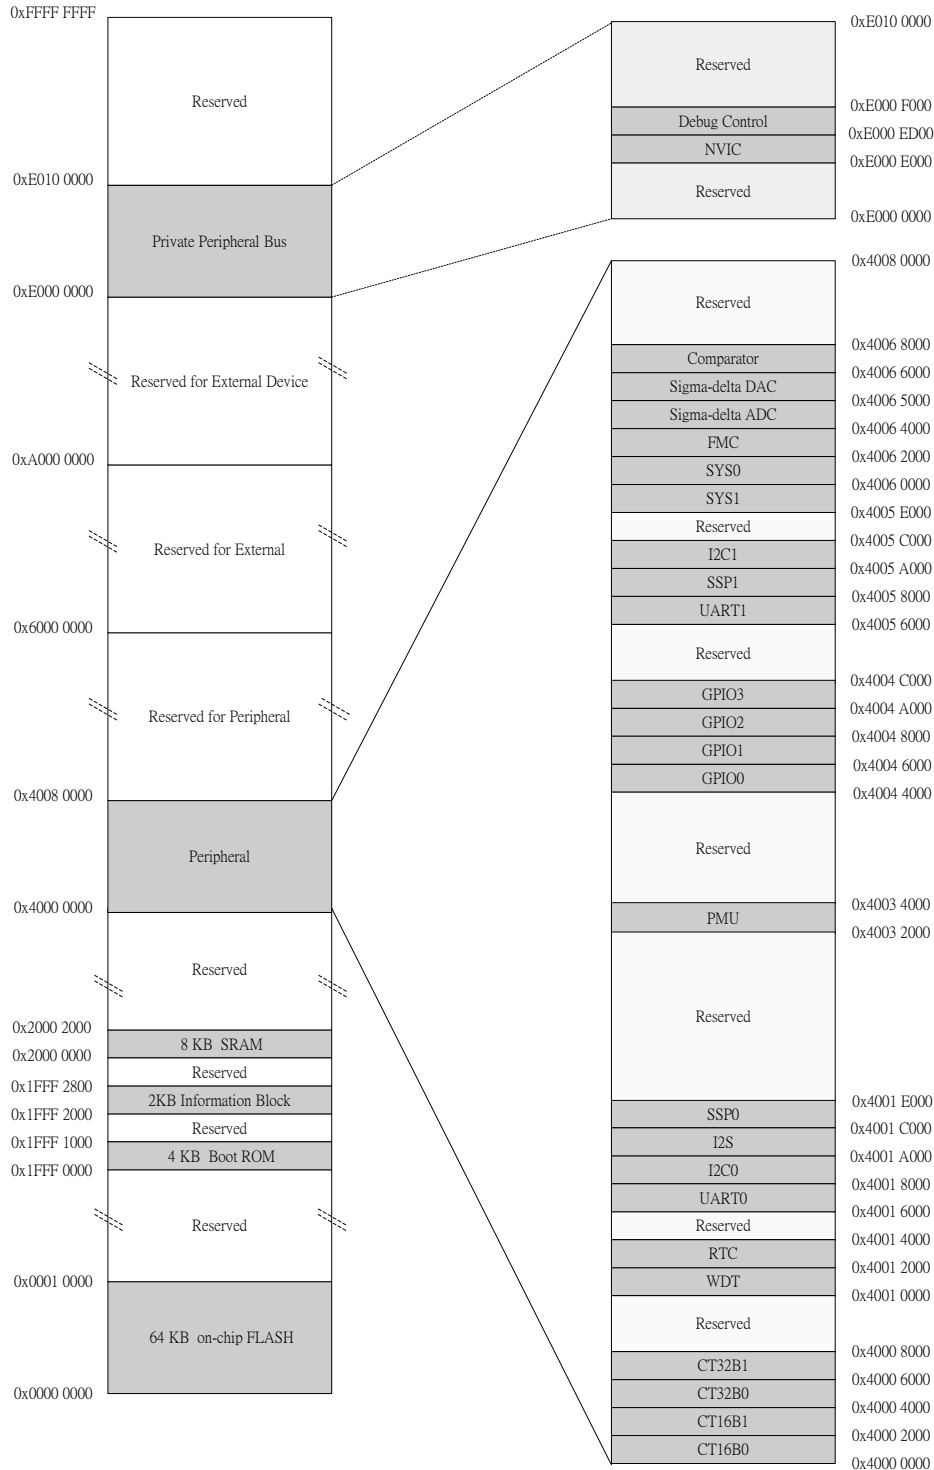 0xFFFF FFFF
Reserved
0xE010 0000
Private Peripheral Bus
0xE000 0000
Reserved for External Device
0xA000 0000
Reserved for External
0x6000 0000
Reserved for Peripheral
0x4008 0000
Peripheral
0x4000 0000
Reserved
0x2000 2000
8 KB SRAM
0x2000 0000
Reserved
0x1FFF 2800
2KB Information Block
0x1FFF 2000
Reserved
0x1FFF 1000
4 KB Boot ROM
0x1FFF 0000
Reserved
0x0001 0000
64 KB on-chip FLASH
0x0000 0000
0xE010 0000
Reserved
0xE000 F000
Debug Control
0xE000 ED00
NVIC
0xE000 E000
Reserved
0xE000 0000
0x4008 0000
Reserved
0x4006 8000
Comparator
0x4006 6000
Sigma-delta DAC
0x4006 5000
Sigma-delta ADC
0x4006 4000
FMC
0x4006 2000
SYS0
0x4006 0000
SYS1
0x4005 E000
Reserved
0x4005 C000
I2C1
0x4005 A000
SSP1
0x4005 8000
UART1
0x4005 6000
Reserved
0x4004 C000
GPIO3
0x4004 A000
GPIO2
0x4004 8000
GPIO1
0x4004 6000
GPIO0
0x4004 4000
Reserved
0x4003 4000
PMU
0x4003 2000
Reserved
0x4001 E000
SSP0
0x4001 C000
I2S
0x4001 A000
I2C0
0x4001 8000
UART0
0x4001 6000
Reserved
0x4001 4000
RTC
0x4001 2000
WDT
0x4001 0000
Reserved
0x4000 8000
CT32B1
0x4000 6000
CT32B0
0x4000 4000
CT16B1
0x4000 2000
CT16B0
0x4000 0000